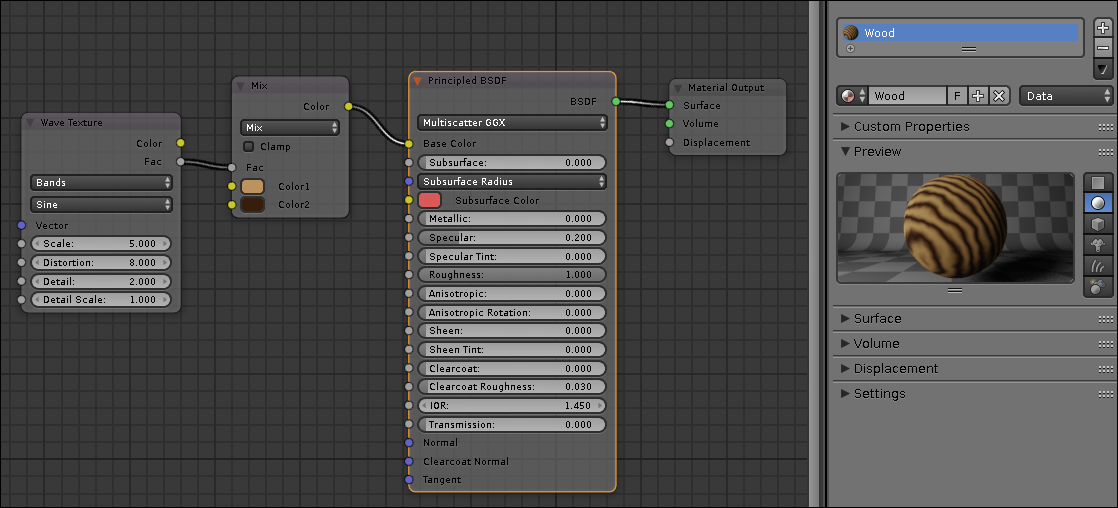 Wave Texture
Color
Fac
Bands
Sine
Vector
Scale: 5.000
Distortion: 8.000
Detail: 2.000
Detail Scale: 1.000
Mix
Color
Mix
Clamp
Fac
Color1
Color2
Principled BSDF
BSDF
Multiscatter GGX
Base Color
Subsurface: 0.000
Subsurface Radius
Subsurface Color
Metallic: 0.000
Specular: 0.200
Specular Tint: 0.000
Roughness: 1.000
Anisotropic: 0.000
Anisotropic Rotation: 0.000
Sheen: 0.000
Sheen Tint: 0.000
Clearcoat: 0.000
Clearcoat Roughness: 0.030
IOR: 1.450
Transmission: 0.000
Normal
Clearcoat Normal
Tangent
Material Output
Surface
Volume
Displacement
Wood
Wood F Data
Custom Properties
Preview
Surface
Volume
Displacement
Settings